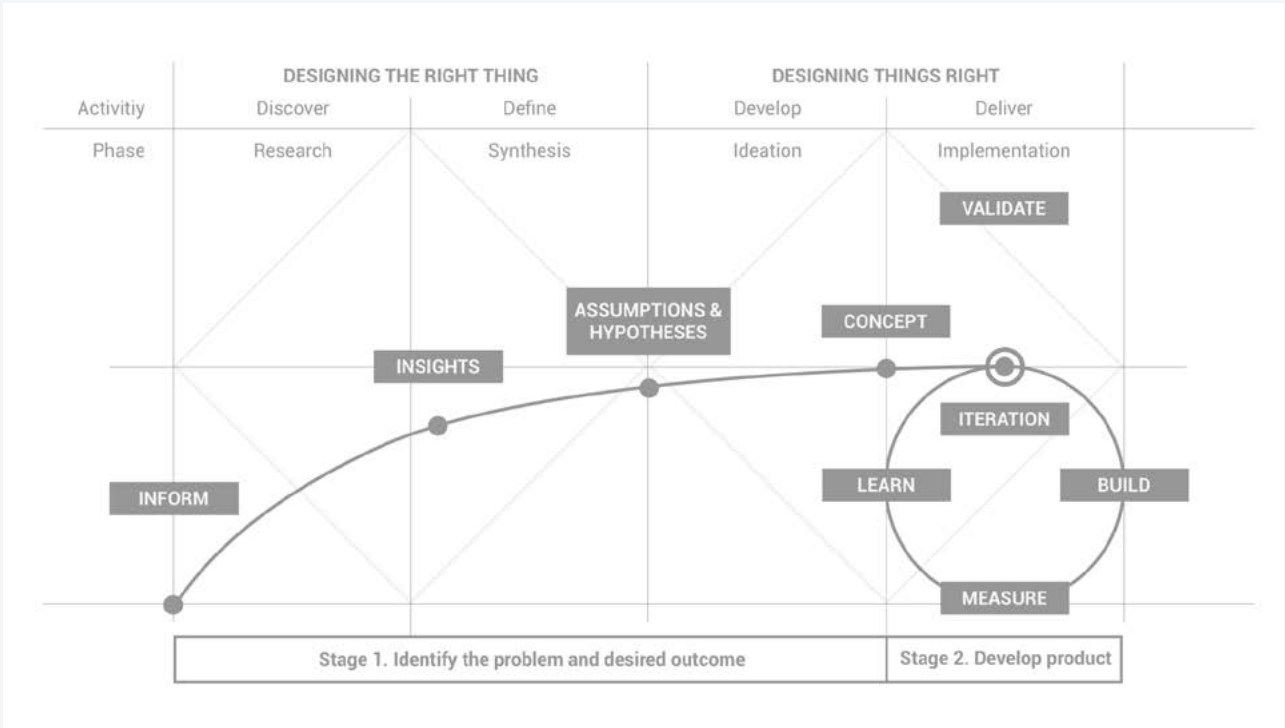 DESIGNING THE RIGHT THING
DESIGNING THINGS RIGHT
Activitiy
Discover
Define
Develop
Deliver
Phase
Research
Synthesis
Ideation
Implementation
VALIDATE
ASSUMPTIONS &
HYPOTHESES
CONCEPT
INSIGHTS
ITERATION
INFORM
LEARN
BUILD
MEASURE
Stage 1. Identify the problem and desired outcome
Stage 2. Develop product